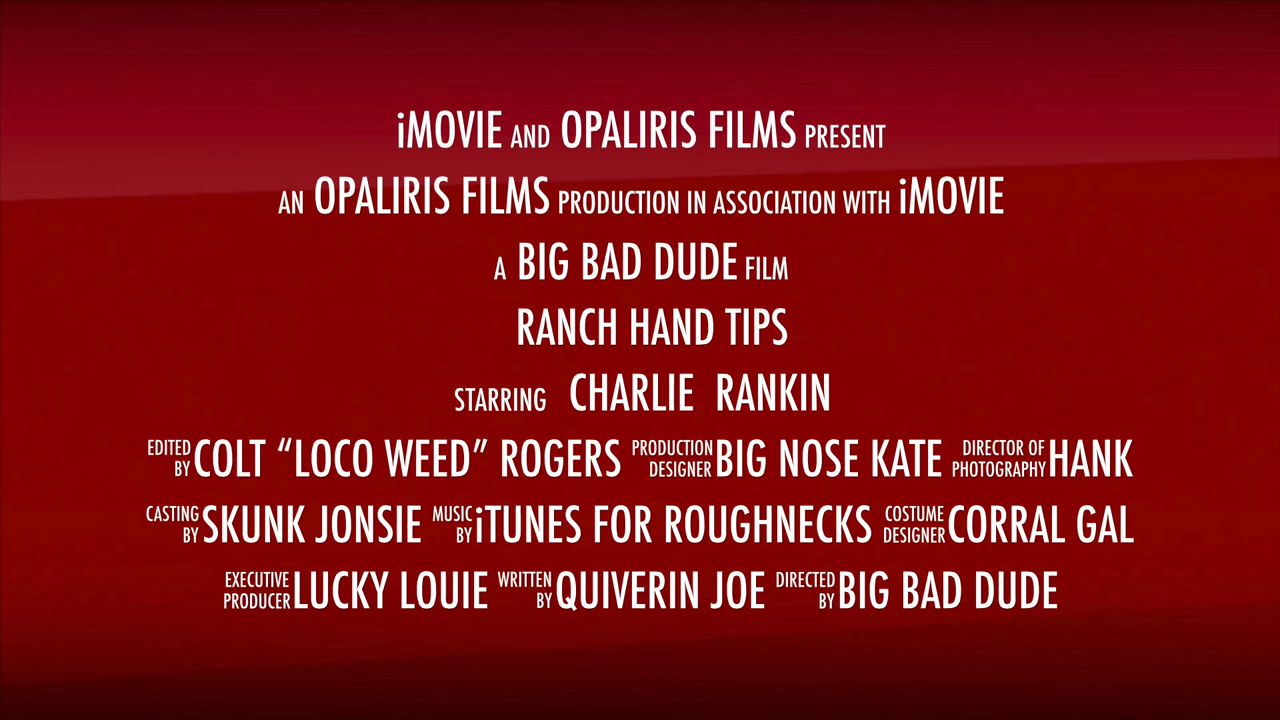 iMOVIE AND OPALIRIS FILMS PRESENT
AN OPALIRIS FILMS PRODUCTION IN ASSOCIATION WITH iMOVIE
A BIG BAD DUDE FILM
RANCH HAND TIPS
STARRING CHARLIE RANKIN
EDITED BY COLT “LOCO WEED” ROGERS PRODUCTION DESIGNER BIG NOSE KATE DIRECTOR OF PHOTOGRAPHY HANK
CASTING BY SKUNK JONSIE MUSIC BY iTUNES FOR ROUGHNECKS COSTUME DESIGNER CORRAL GAL
EXECUTIVE PRODUCER LUCKY LOUIE WRITTEN BY QUIVERIN JOE DIRECTED BY BIG BAD DUDE